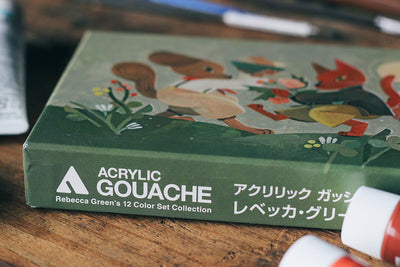 ACRYLIC
GOUACHE
Rebecca Green's 12 Color Set Collection
アクリリック ガッシ
レベッカ・グリー